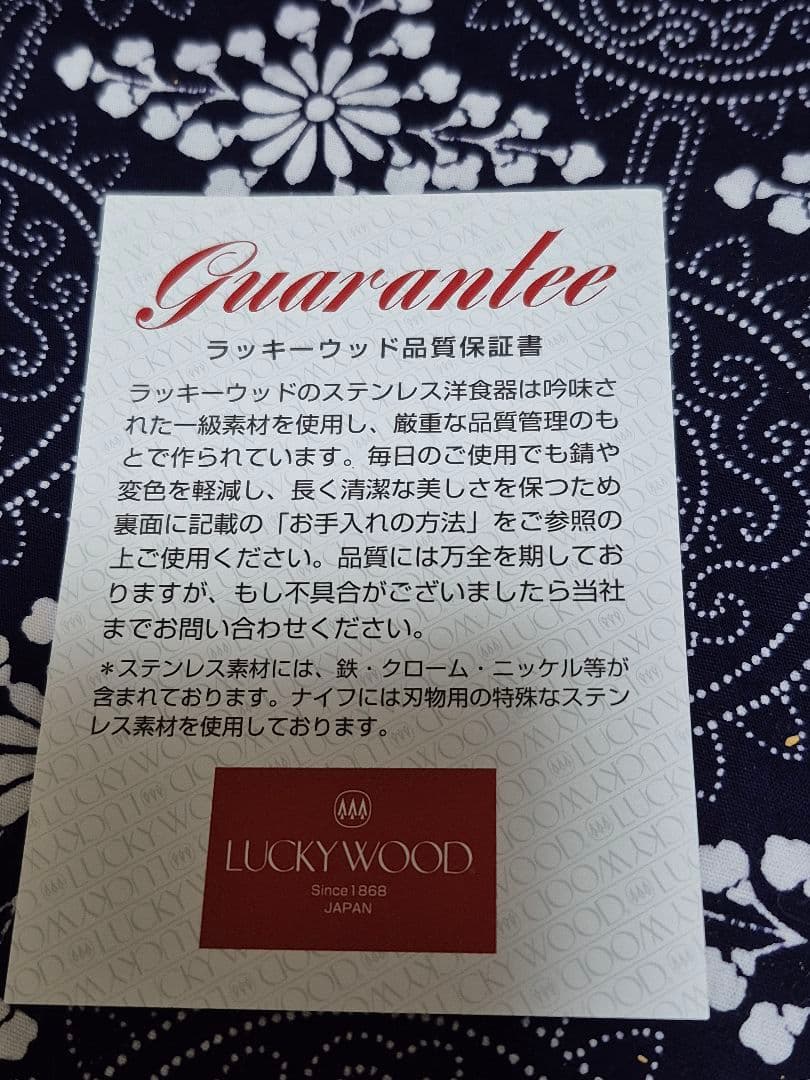 Guarantee
ラッキーウッド品質保証書
ラッキーウッドのステンレス洋食器は吟味さ
れた一級素材を使用し、厳重な品質管理のも
とで作られています。毎日のご使用でも錆や
変色を軽減し、長く清潔な美しさを保つため
裏面に記載の「お手入れの方法」をご参照の
上ご使用ください。品質には万全を期してお
りますが、もし不具合がございましたら当社
までお問い合わせください。
＊ステンレス素材には、鉄・クローム・ニッケル等が
含まれております。ナイフには刃物用の特殊なステン
レス素材を使用しております。
LUCKYWOOD
Since1868
JAPAN